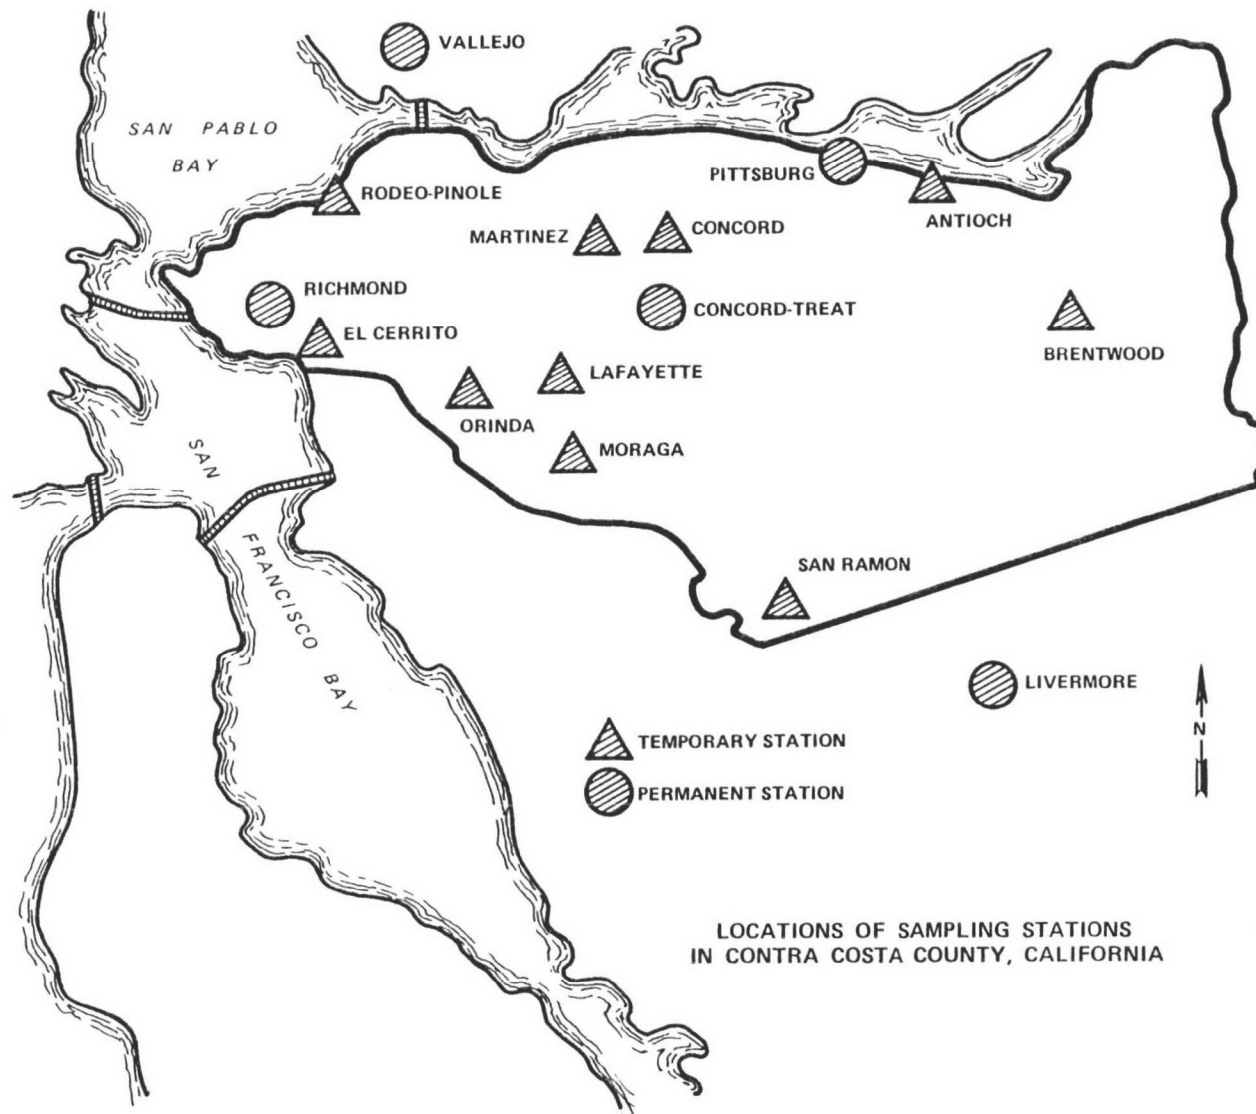 VALLEJO
SAN PABLO
BAY
PITTSBURG
RODEO-PINOLE
ANTIOCH
MARTINEZ
CONCORD
RICHMOND
CONCORD-TREAT
EL CERRITO
BRENTWOOD
LAFAYETTE
ORINDA
MORAGA
SAN FRANCISCO BAY
SAN RAMON
LIVERMORE
N
TEMPORARY STATION
PERMANENT STATION
LOCATIONS OF SAMPLING STATIONS
IN CONTRA COSTA COUNTY, CALIFORNIA